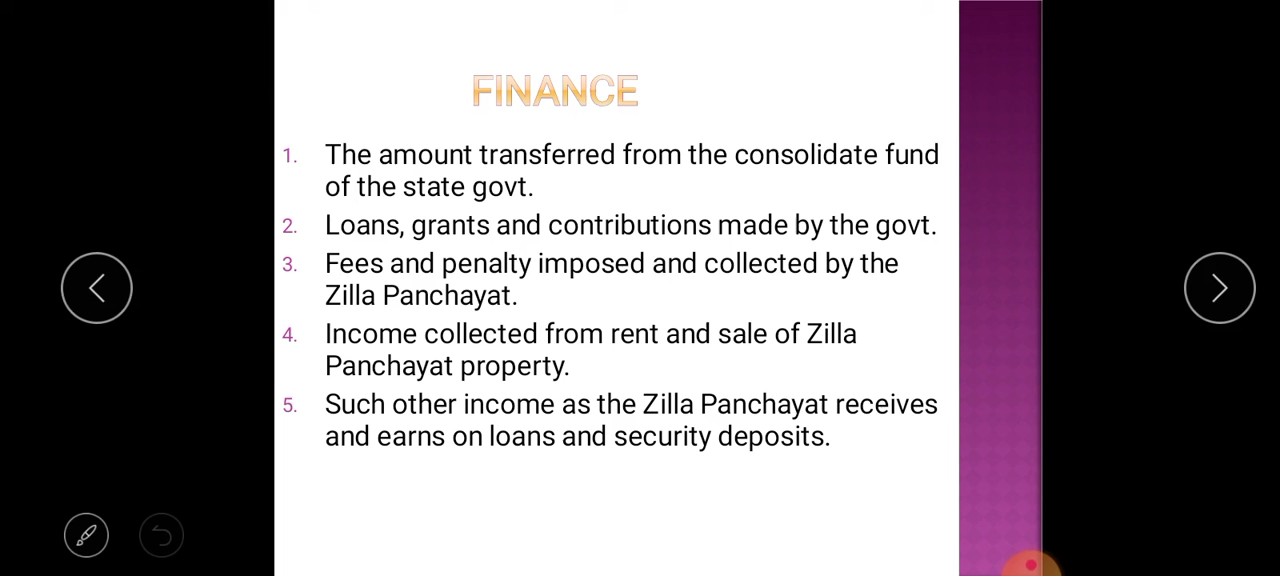 FINANCE
1. The amount transferred from the consolidate fund
of the state govt.
2. Loans, grants and contributions made by the govt.
3. Fees and penalty imposed and collected by the
Zilla Panchayat.
4. Income collected from rent and sale of Zilla
Panchayat property.
5. Such other income as the Zilla Panchayat receives
and earns on loans and security deposits.